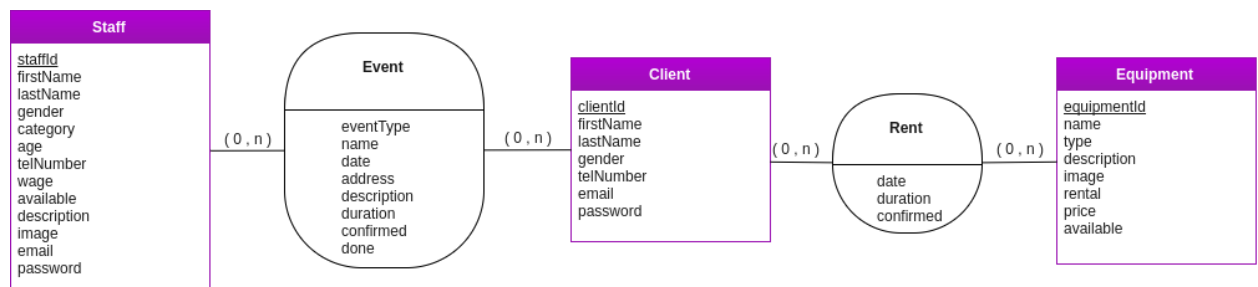 Staff
staffId
firstName
lastName
gender
category
age
telNumber
wage
available
description
image
email
password
( 0 , n )
Event
eventType
name
date
address
description
duration
confirmed
done
( 0 , n )
Client
clientId
firstName
lastName
gender
telNumber
email
password
( 0 , n )
Rent
date
duration
confirmed
( 0 , n )
Equipment
equipmentId
name
type
description
image
rental
price
available